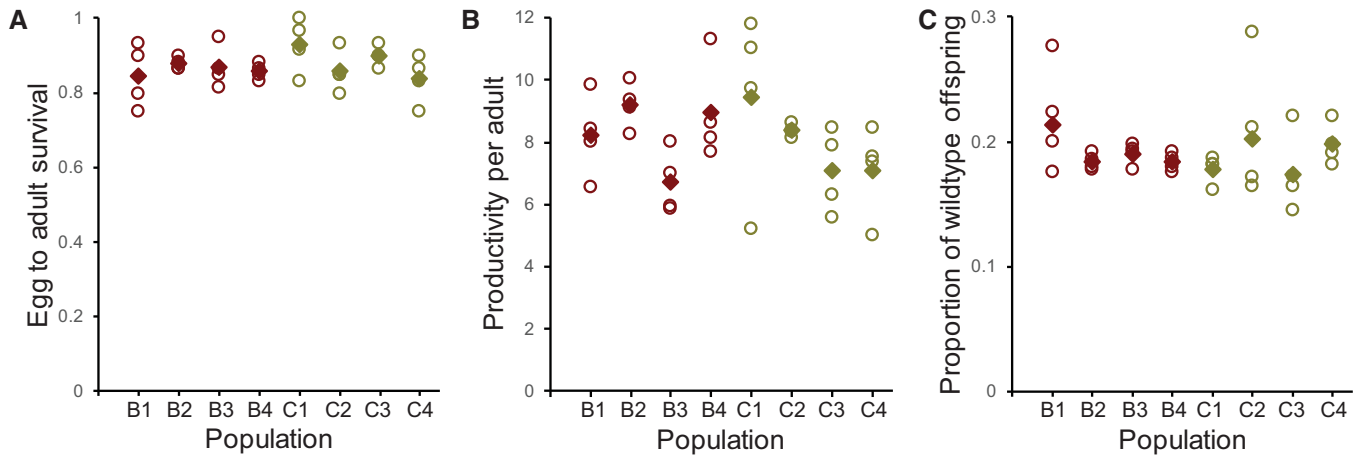 A
Egg to adult survival
1
0.8
0.6
0.4
0.2
0
B1 B2 B3 B4 C1 C2 C3 C4
Population
B
Productivity per adult
12
10
8
6
4
2
0
B1 B2 B3 B4 C1 C2 C3 C4
Population
C
Proportion of wildtype offspring
0.3
0.2
0.1
0
B1 B2 B3 B4 C1 C2 C3 C4
Population